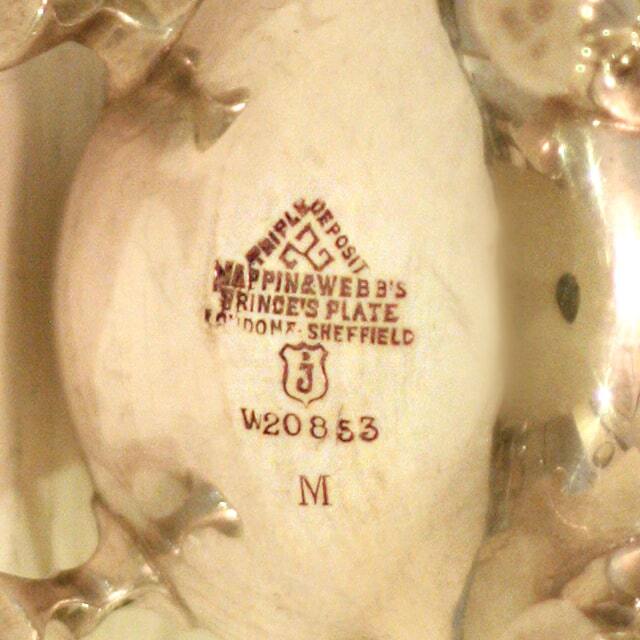 TRIPLE DEPOSIT
MAPPIN & WEBB'S
PRINCE'S PLATE
LONDON & SHEFFIELD
W20853
M